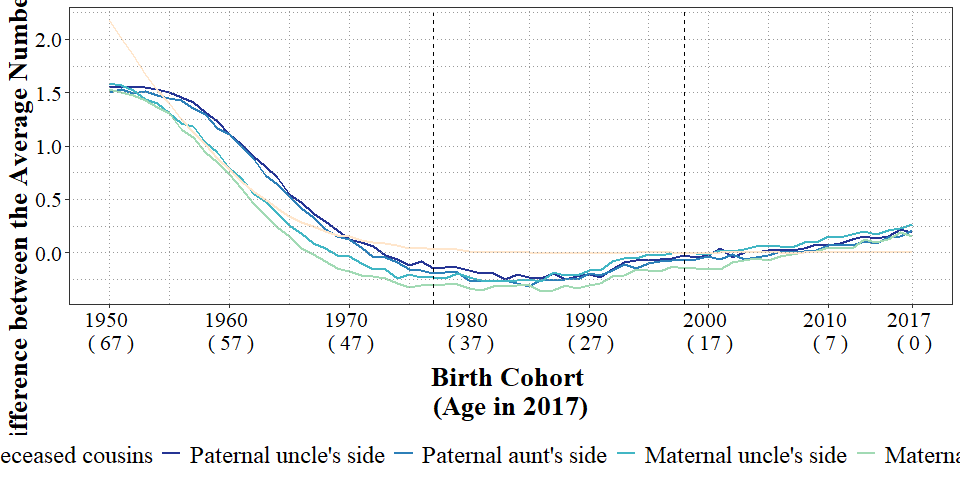 ifference between the Average Numbe
2.0
1.5
1.0
0.5
0.0
1950 1960 1970 1980 1990 2000 2010 2017
( 67 ) ( 57 ) ( 47 ) ( 37 ) ( 27 ) ( 17 ) ( 7 ) ( 0 )
Birth Cohort
(Age in 2017)
eceased cousins Paternal uncle's side Paternal aunt's side Maternal uncle's side Materna